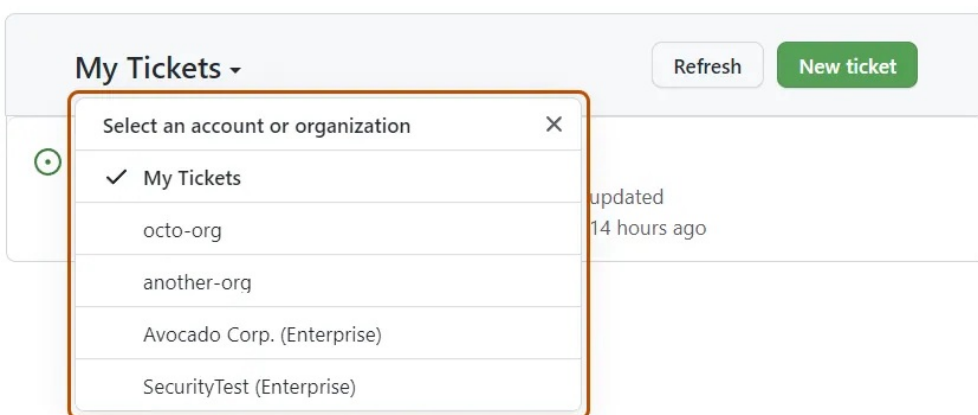 My Tickets
Refresh
New ticket
Select an account or organization
My Tickets
octo-org
another-org
Avocado Corp. (Enterprise)
SecurityTest (Enterprise)
updated
14 hours ago